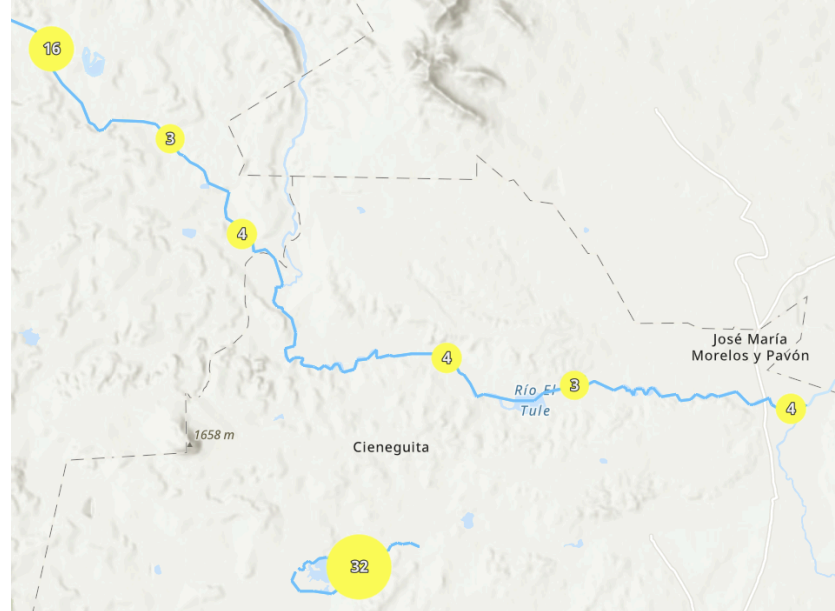 16
3
4
José María
Morelos y Pavón
4
3
Río El
Tule
4
1658 m
Cieneguita
32